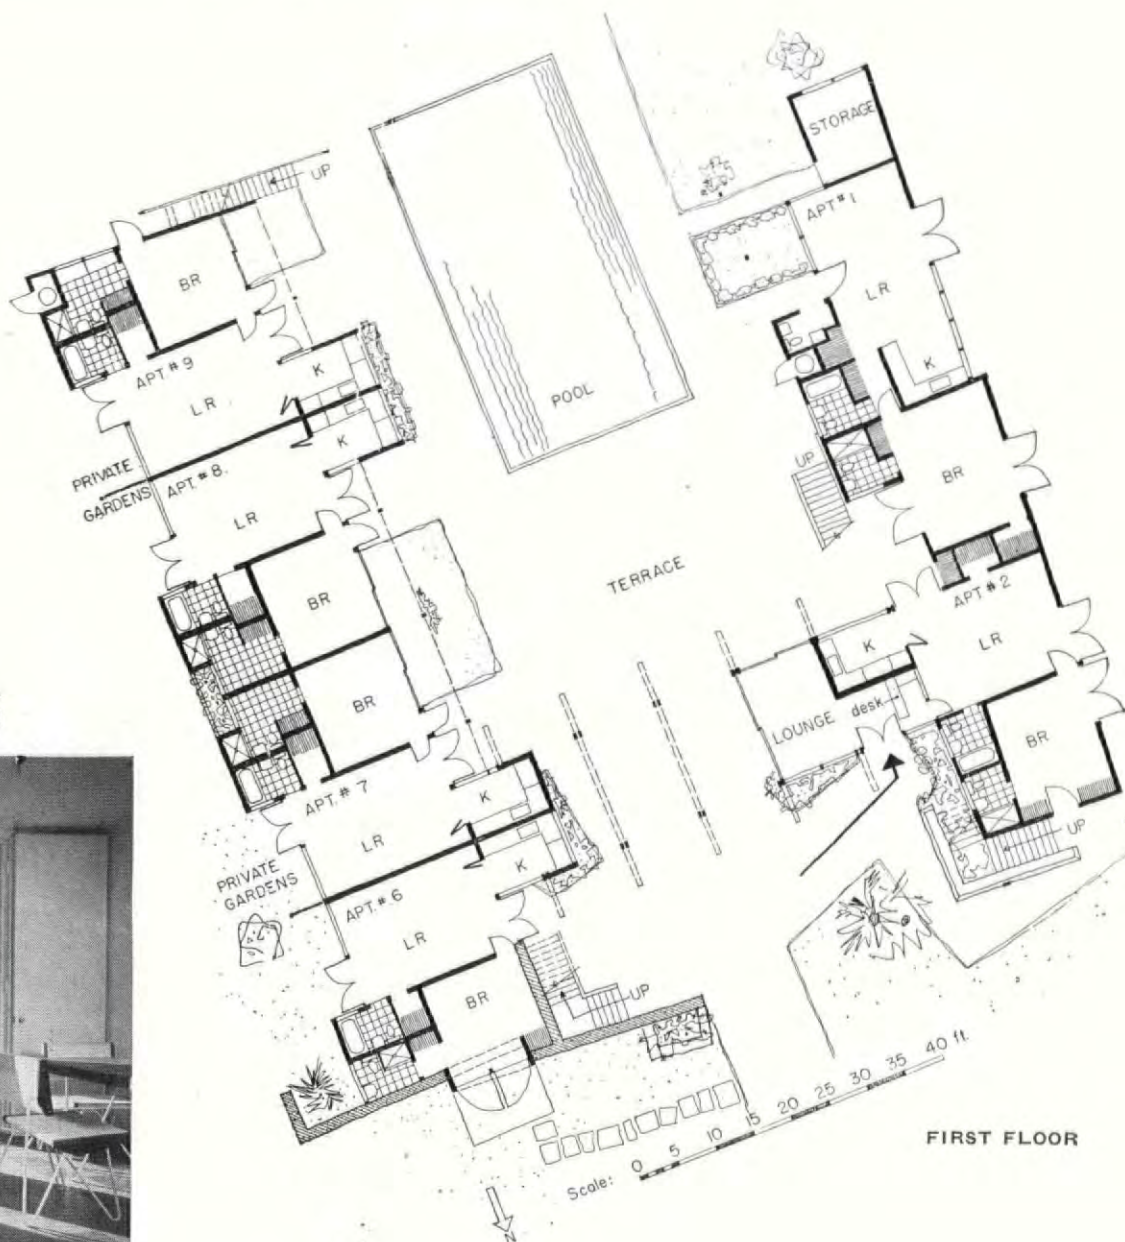 UP
STORAGE
BR
APT #1
LR
APT. #9
K
LR
K
POOL
K
PRIVATE
GARDENS
APT. #8.
LR
UP
BR
TERRACE
BR
APT #2
K
LR
BR
LOUNGE desk
BR
APT. #7
K
LR
UP
PRIVATE
GARDENS
K
APT. #6
LR
BR
UP
Scale: 0 5 10 15 20 25 30 35 40 ft.
FIRST FLOOR
N